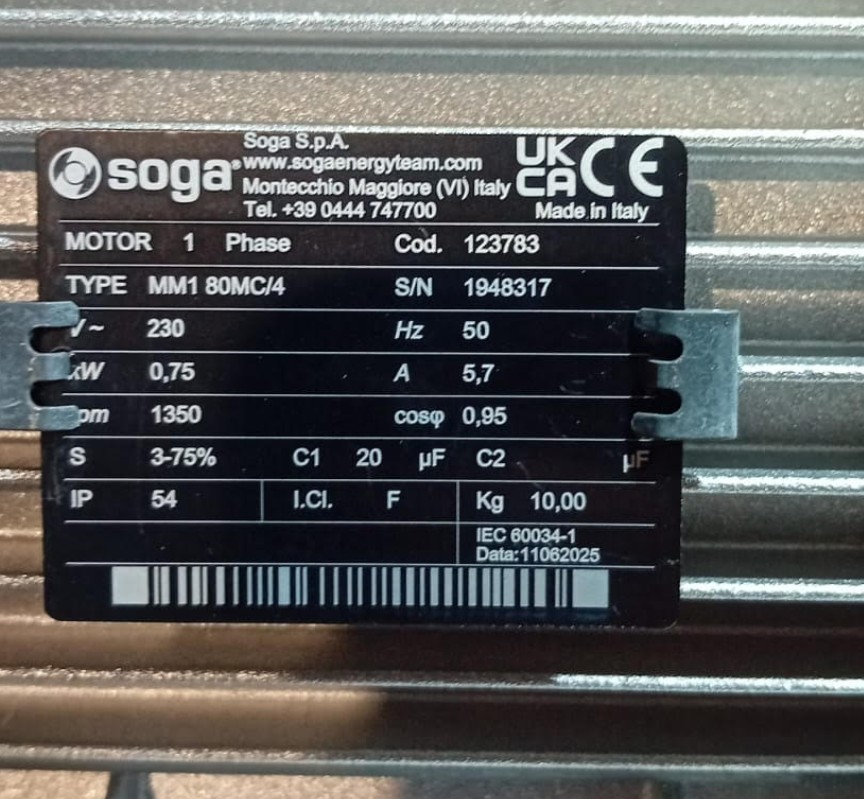 soga®
Soga S.p.A.
www.sogaenergyteam.com
Montecchio Maggiore (VI) Italy
Tel. +39 0444 747700
UK
CA CE
Made in Italy
MOTOR 1 Phase Cod. 123783
TYPE MM1 80MC/4 S/N 1948317
V~ 230 Hz 50
kW 0,75 A 5,7
rpm 1350 cosφ 0,95
S 3-75% C1 20 µF C2 µF
IP 54 I.Cl. F Kg 10,00
IEC 60034-1
Data:11062025